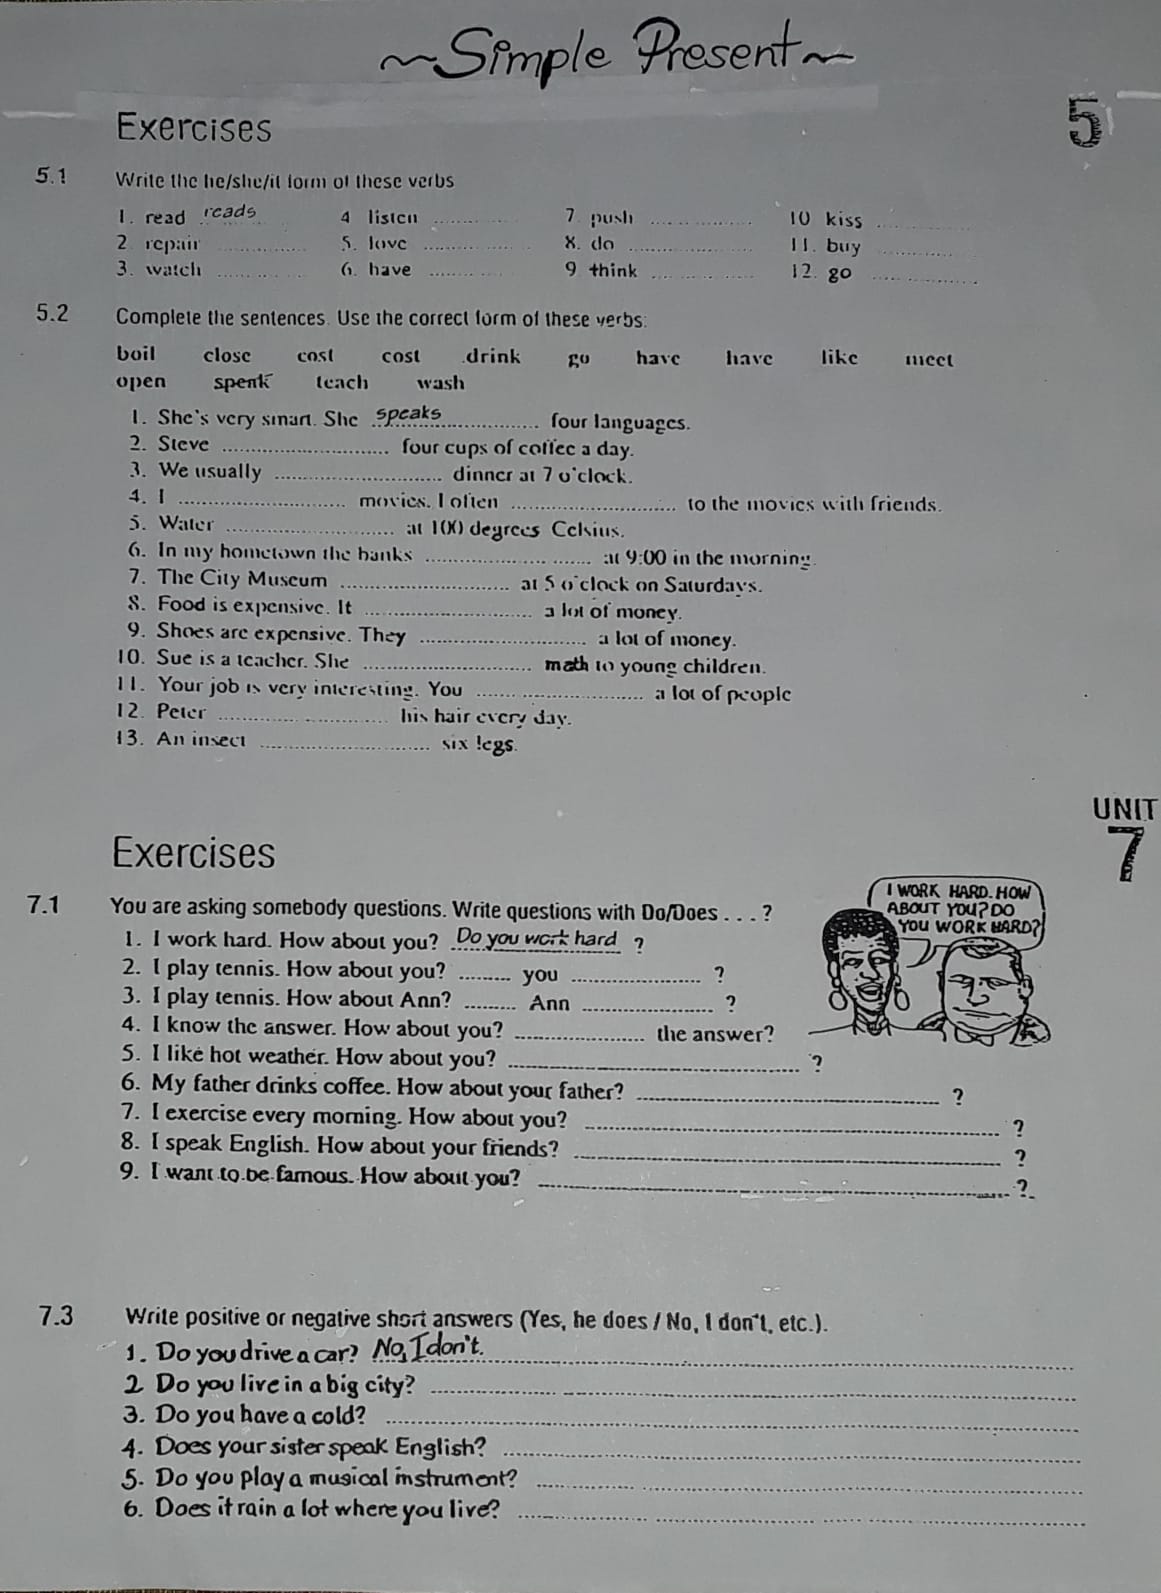 ~Simple Present~
Exercises
5
5.1 Write the he/she/it form of these verbs
1. read reads 4 listen .......... 7. push .......... 10 kiss ..........
2 repair .......... 5. love .......... 8. do .......... 11. buy ..........
3. watch .......... 6. have .......... 9 think .......... 12. go ..........
5.2 Complete the sentences. Use the correct form of these verbs:
boil close cost cost drink go have have like meet
open speak teach wash
1. She's very smart. She speaks .......... four languages.
2. Steve .......... four cups of coffee a day.
3. We usually .......... dinner at 7 o'clock.
4. I .......... movies. I often .......... to the movies with friends.
5. Water .......... at 100 degrees Celsius.
6. In my hometown the banks .......... at 9:00 in the morning.
7. The City Museum .......... at 5 o'clock on Saturdays.
8. Food is expensive. It .......... a lot of money.
9. Shoes are expensive. They .......... a lot of money.
10. Sue is a teacher. She .......... math to young children.
11. Your job is very interesting. You .......... a lot of people
12. Peter .......... his hair every day.
13. An insect .......... six legs.
UNIT
7
Exercises
7.1 You are asking somebody questions. Write questions with Do/Does . . . ?
I WORK HARD. HOW
ABOUT YOU? DO
YOU WORK HARD?
1. I work hard. How about you? Do you work hard ?
2. I play tennis. How about you? .......... you .......... ?
3. I play tennis. How about Ann? .......... Ann .......... ?
4. I know the answer. How about you? .......... the answer?
5. I like hot weather. How about you? .......... ?
6. My father drinks coffee. How about your father? .......... ?
7. I exercise every morning. How about you? .......... ?
8. I speak English. How about your friends? .......... ?
9. I want to be famous. How about you? .......... ?
7.3 Write positive or negative short answers (Yes, he does / No, I don't, etc.).
1. Do you drive a car? No, I don't. ..........
2 Do you live in a big city? ..........
3. Do you have a cold? ..........
4. Does your sister speak English? ..........
5. Do you play a musical instrument? ..........
6. Does it rain a lot where you live? ..........